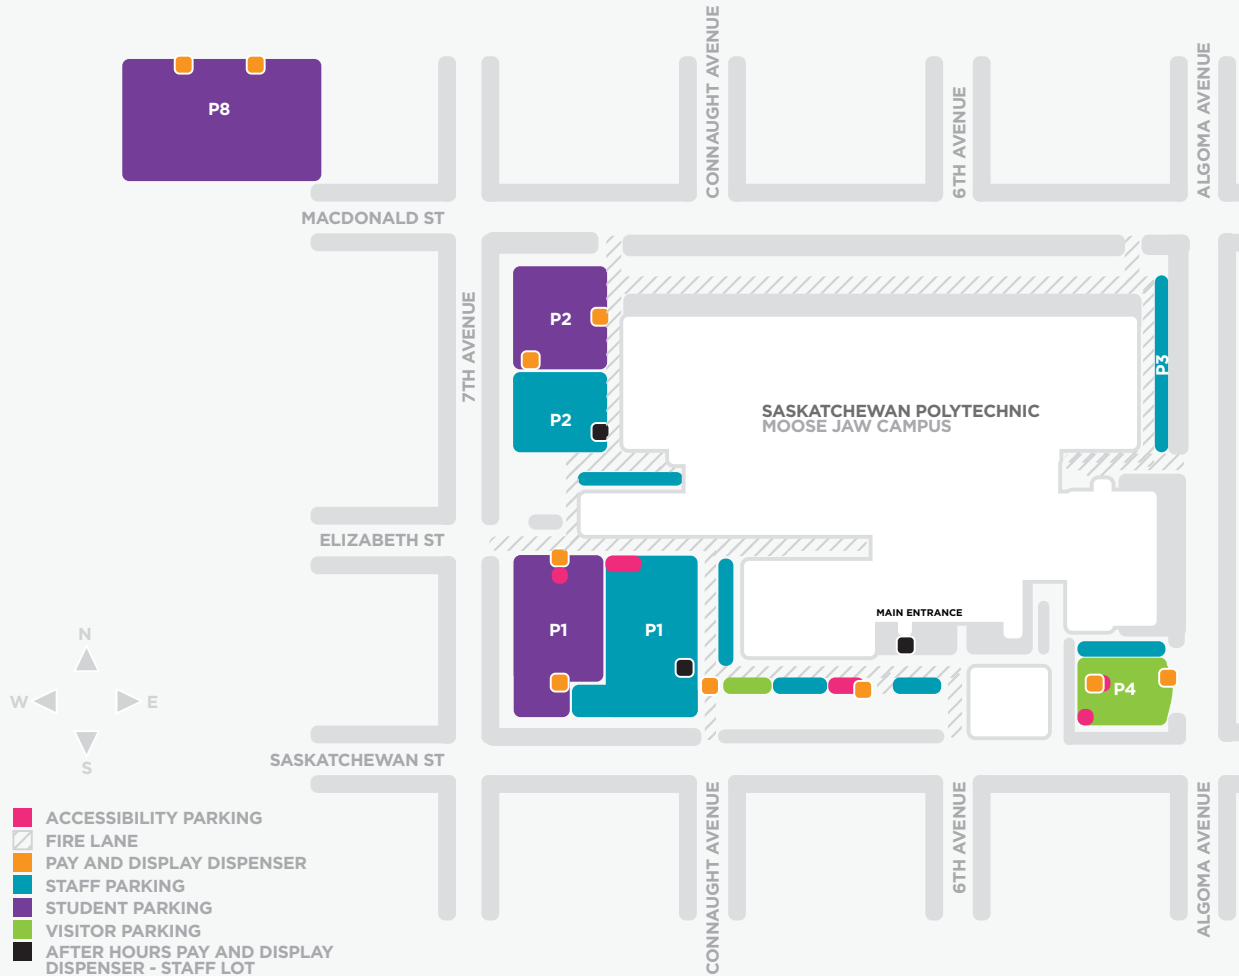 CONNAUGHT AVENUE
ALGOMA AVENUE
6TH AVENUE
P8
MACDONALD ST
7TH AVENUE
P2
P3
P2
SASKATCHEWAN POLYTECHNIC
MOOSE JAW CAMPUS
ELIZABETH ST
MAIN ENTRANCE
P1
P1
N
W
E
S
P4
SASKATCHEWAN ST
CONNAUGHT AVENUE
6TH AVENUE
ALGOMA AVENUE
ACCESSIBILITY PARKING
FIRE LANE
PAY AND DISPLAY DISPENSER
STAFF PARKING
STUDENT PARKING
VISITOR PARKING
AFTER HOURS PAY AND DISPLAY
DISPENSER - STAFF LOT